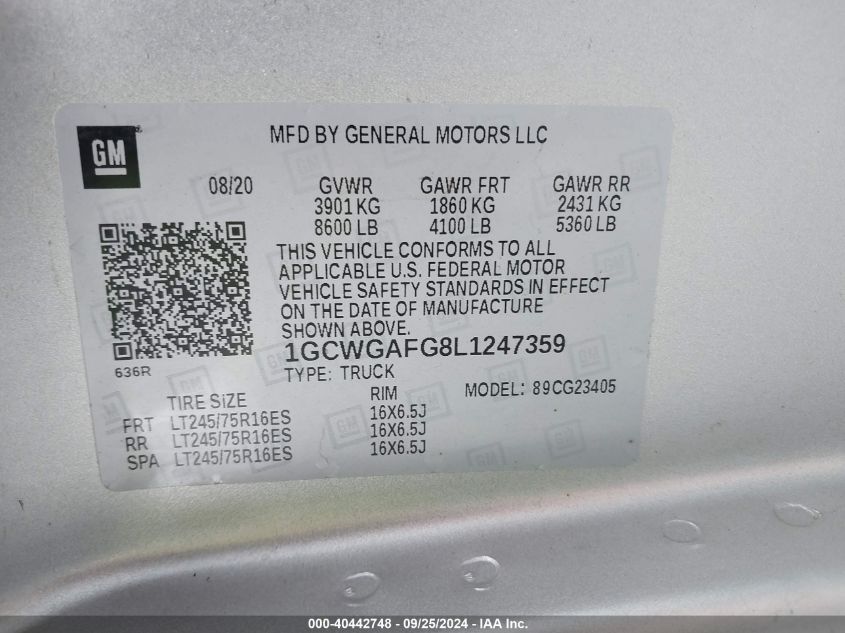 GM
MFD BY GENERAL MOTORS LLC
08/20 GVWR GAWR FRT GAWR RR
3901 KG 1860 KG 2431 KG
8600 LB 4100 LB 5360 LB
THIS VEHICLE CONFORMS TO ALL
APPLICABLE U.S. FEDERAL MOTOR
VEHICLE SAFETY STANDARDS IN EFFECT
ON THE DATE OF MANUFACTURE
SHOWN ABOVE.
1GCWGAFG8L1247359
636R
TYPE: TRUCK
MODEL: 89CG23405
TIRE SIZE RIM
FRT LT245/75R16ES 16X6.5J
RR LT245/75R16ES 16X6.5J
SPA LT245/75R16ES 16X6.5J
000-40442748 - 09/25/2024 - IAA Inc.